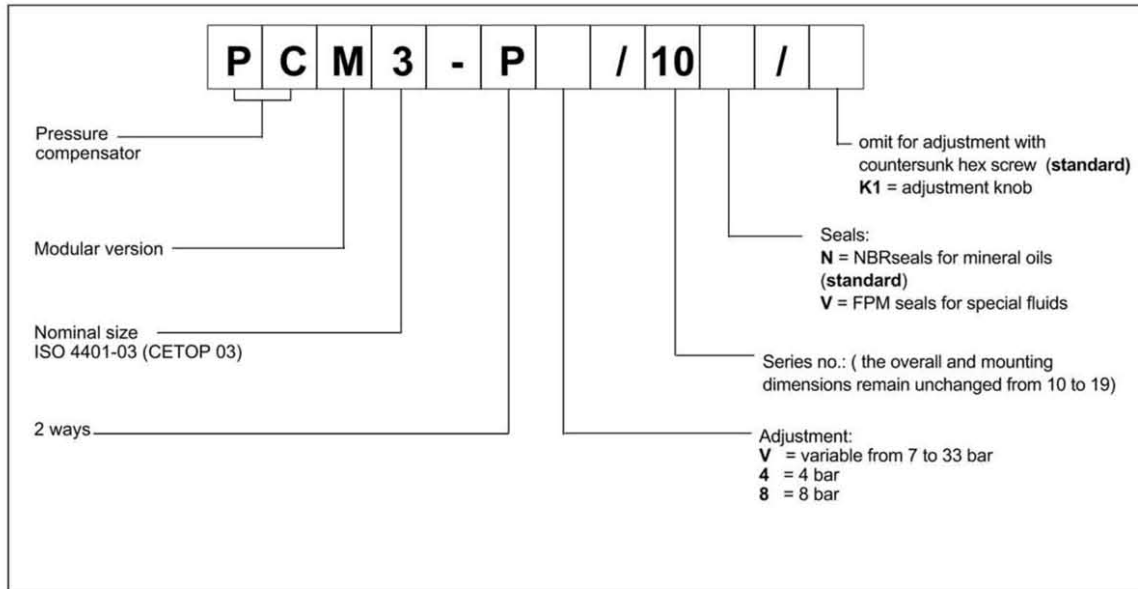 P C M 3 - P / 10 /
Pressure
compensator
Modular version
Nominal size
ISO 4401-03 (CETOP 03)
2 ways
omit for adjustment with
countersunk hex screw (standard)
K1 = adjustment knob
Seals:
N = NBRseals for mineral oils
(standard)
V = FPM seals for special fluids
Series no.: ( the overall and mounting
dimensions remain unchanged from 10 to 19)
Adjustment:
V = variable from 7 to 33 bar
4 = 4 bar
8 = 8 bar